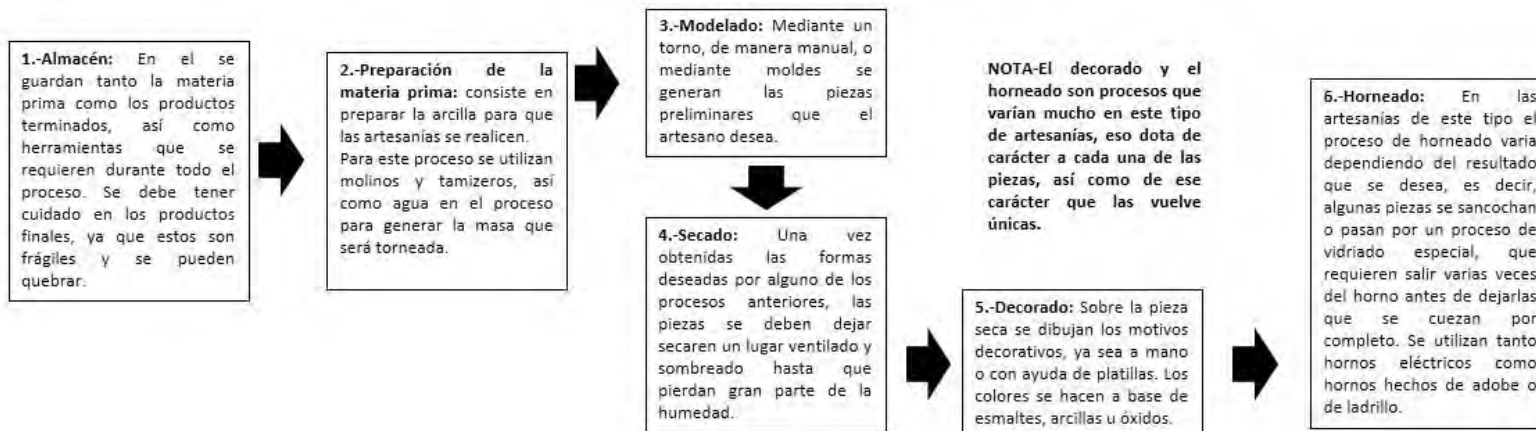 1.-Almacén: En el se
guardan tanto la materia
prima como los productos
terminados, así como
herramientas que se
requieren durante todo el
proceso. Se debe tener
cuidado en los productos
finales, ya que estos son
frágiles y se pueden
quebrar.
2.-Preparación de la
materia prima: consiste en
preparar la arcilla para que
las artesanías se realicen.
Para este proceso se utilizan
molinos y tamizeros, así
como agua en el proceso
para generar la masa que
será torneada.
3.-Modelado: Mediante un
torno, de manera manual, o
mediante moldes se
generan las piezas
preliminares que el
artesano desea.
4.-Secado: Una vez
obtenidas las formas
deseadas por alguno de los
procesos anteriores, las
piezas se deben dejar
secaren un lugar ventilado y
sombreado hasta que
pierdan gran parte de la
humedad.
NOTA-El decorado y el
horneado son procesos que
varían mucho en este tipo
de artesanías, eso dota de
carácter a cada una de las
piezas, así como de ese
carácter que las vuelve
únicas.
5.-Decorado: Sobre la pieza
seca se dibujan los motivos
decorativos, ya sea a mano
o con ayuda de platillas. Los
colores se hacen a base de
esmaltes, arcillas u óxidos.
6.-Horneado: En las
artesanías de este tipo el
proceso de horneado varia
dependiendo del resultado
que se desea, es decir,
algunas piezas se sancochan
o pasan por un proceso de
vidriado especial, que
requieren salir varias veces
del horno antes de dejarlas
que se cuezan por
completo. Se utilizan tanto
hornos eléctricos como
hornos hechos de adobe o
de ladrillo.